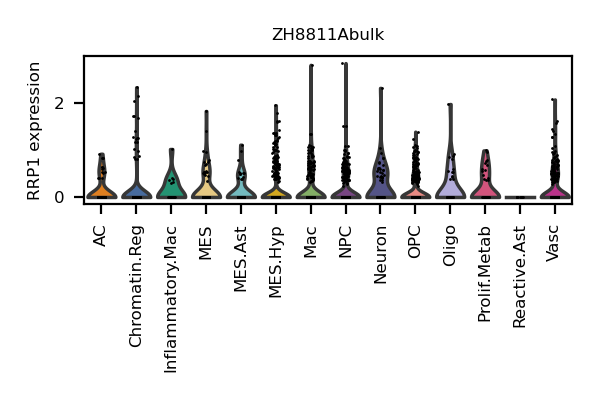 ZH8811Abulk
RRP1 expression
2
0
AC
Chromatin.Reg
Inflammatory.Mac
MES
MES.Ast
MES.Hyp
Mac
NPC
Neuron
OPC
Oligo
Prolif.Metab
Reactive.Ast
Vasc